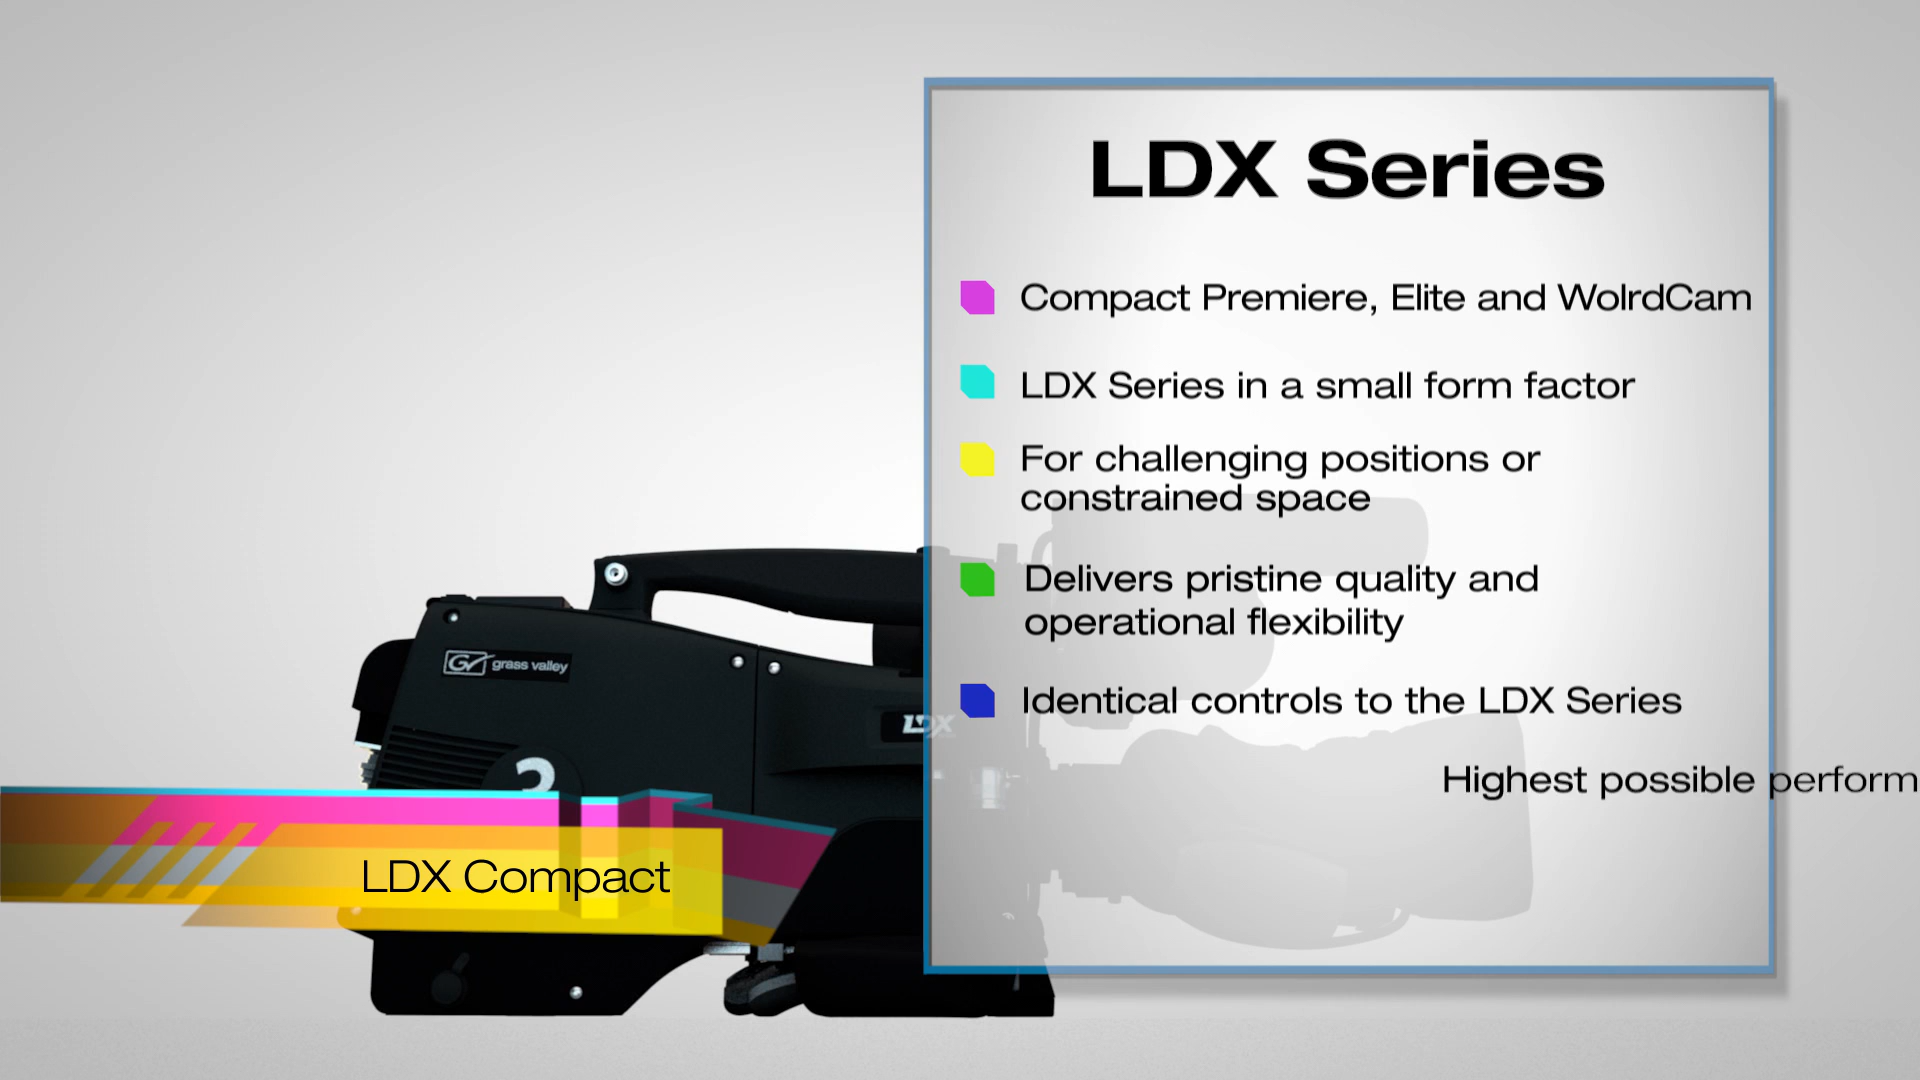 LDX Series
Compact Premiere, Elite and WolrdCam
LDX Series in a small form factor
For challenging positions or
constrained space
Delivers pristine quality and
operational flexibility
Identical controls to the LDX Series
Highest possible perform
GV grass valley
LDX
LDX Compact